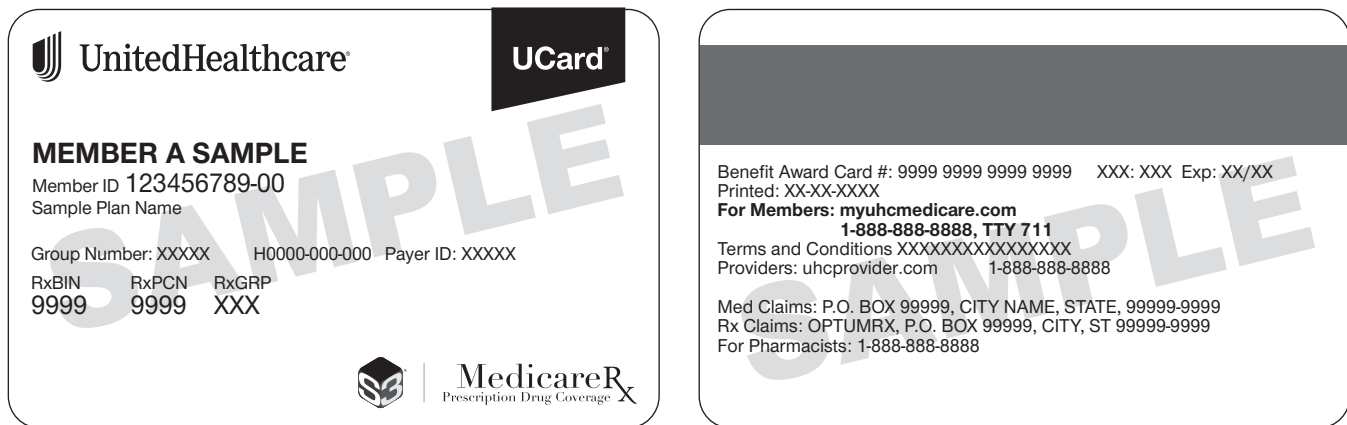 UnitedHealthcare®
UCard®
MEMBER A SAMPLE
Member ID 123456789-00
Sample Plan Name
Group Number: XXXXX H0000-000-000 Payer ID: XXXXX
RxBIN RxPCN RxGRP
9999 9999 XXX
SAMPLE
S3
MedicareRx
Prescription Drug Coverage
Benefit Award Card #: 9999 9999 9999 9999 XXX: XXX Exp: XX/XX
Printed: XX-XX-XXXX
For Members: myuhcmedicare.com
1-888-888-8888, TTY 711
Terms and Conditions XXXXXXXXXXXXXXXX
Providers: uhcprovider.com 1-888-888-8888
Med Claims: P.O. BOX 99999, CITY NAME, STATE, 99999-9999
Rx Claims: OPTUMRX, P.O. BOX 99999, CITY, ST 99999-9999
For Pharmacists: 1-888-888-8888
SAMPLE